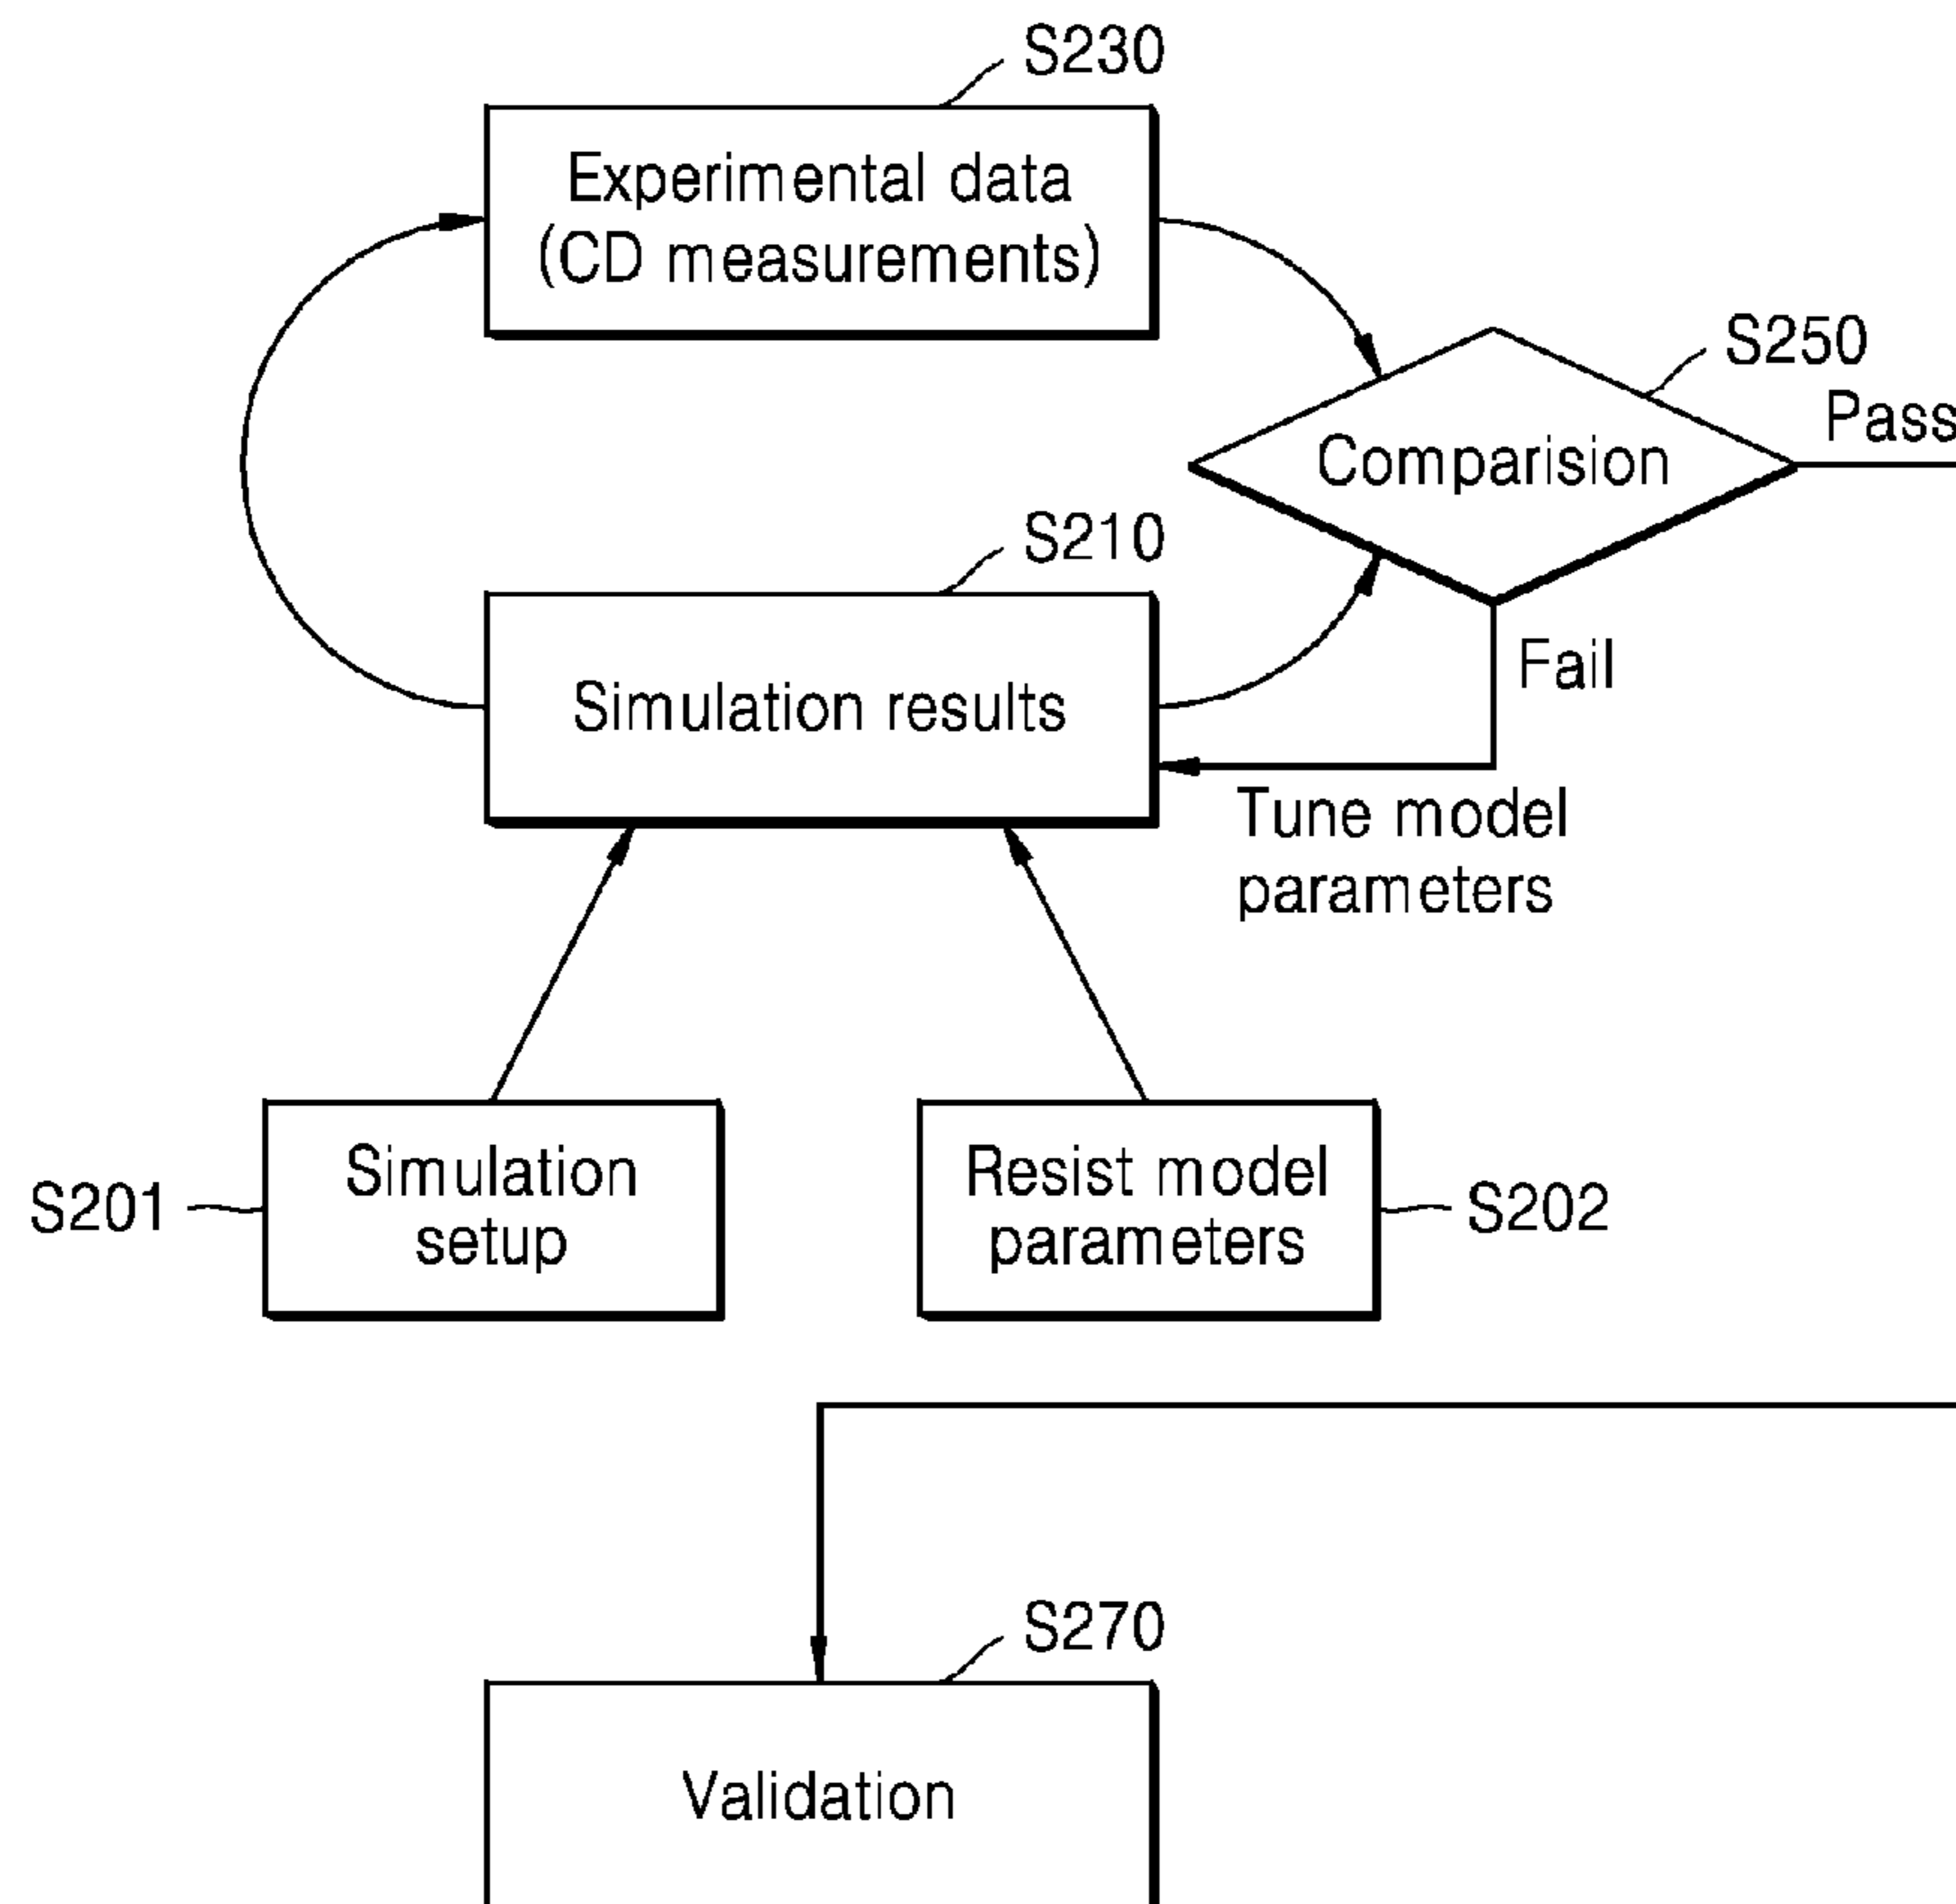 S230
Experimental data
(CD measurements)
S250
Pass
Comparision
S210
Simulation results
Fail
Tune model
parameters
S201
Simulation
setup
Resist model
parameters
S202
S270
Validation